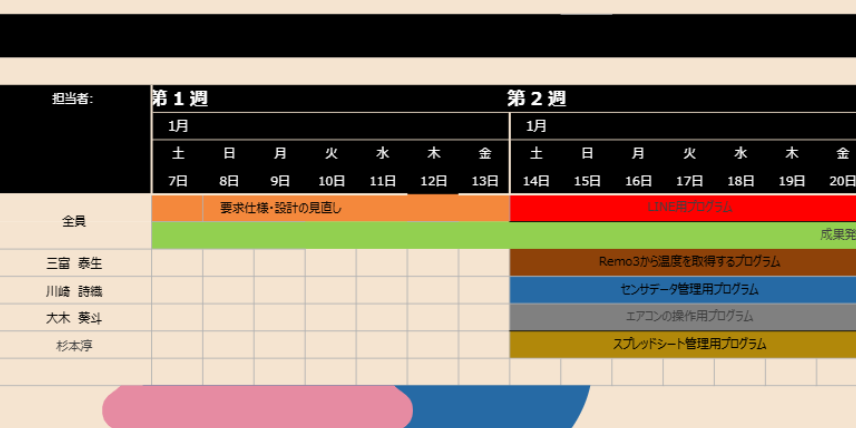 担当者: 第1週 第2週
1月 1月
土 日 月 火 水 木 金 土 日 月 火 水 木 金
7日 8日 9日 10日 11日 12日 13日 14日 15日 16日 17日 18日 19日 20日
全員 要求仕様・設計の見直し LINE用プログラム
成果発
三富 泰生 Remo3から温度を取得するプログラム
川崎 詩織 センサデータ管理用プログラム
大木 葵斗 エアコンの操作用プログラム
杉本淳 スプレッドシート管理用プログラム